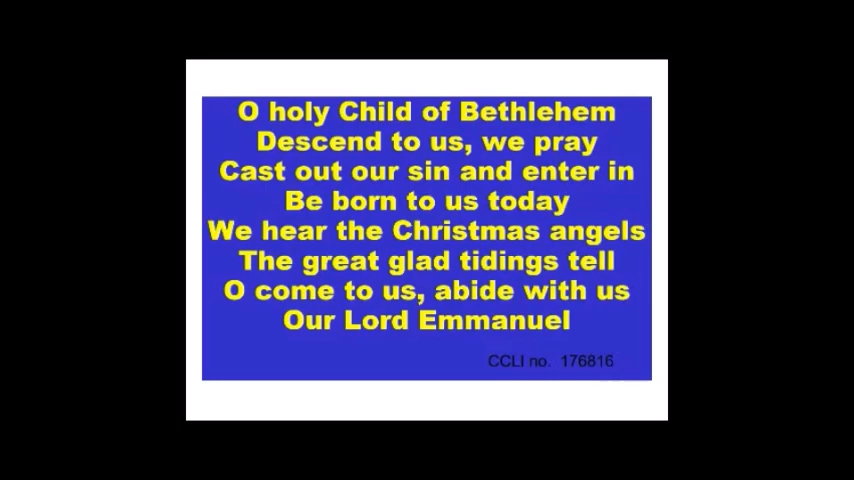 O holy Child of Bethlehem
Descend to us, we pray
Cast out our sin and enter in
Be born to us today
We hear the Christmas angels
The great glad tidings tell
O come to us, abide with us
Our Lord Emmanuel
CCLI no. 176816